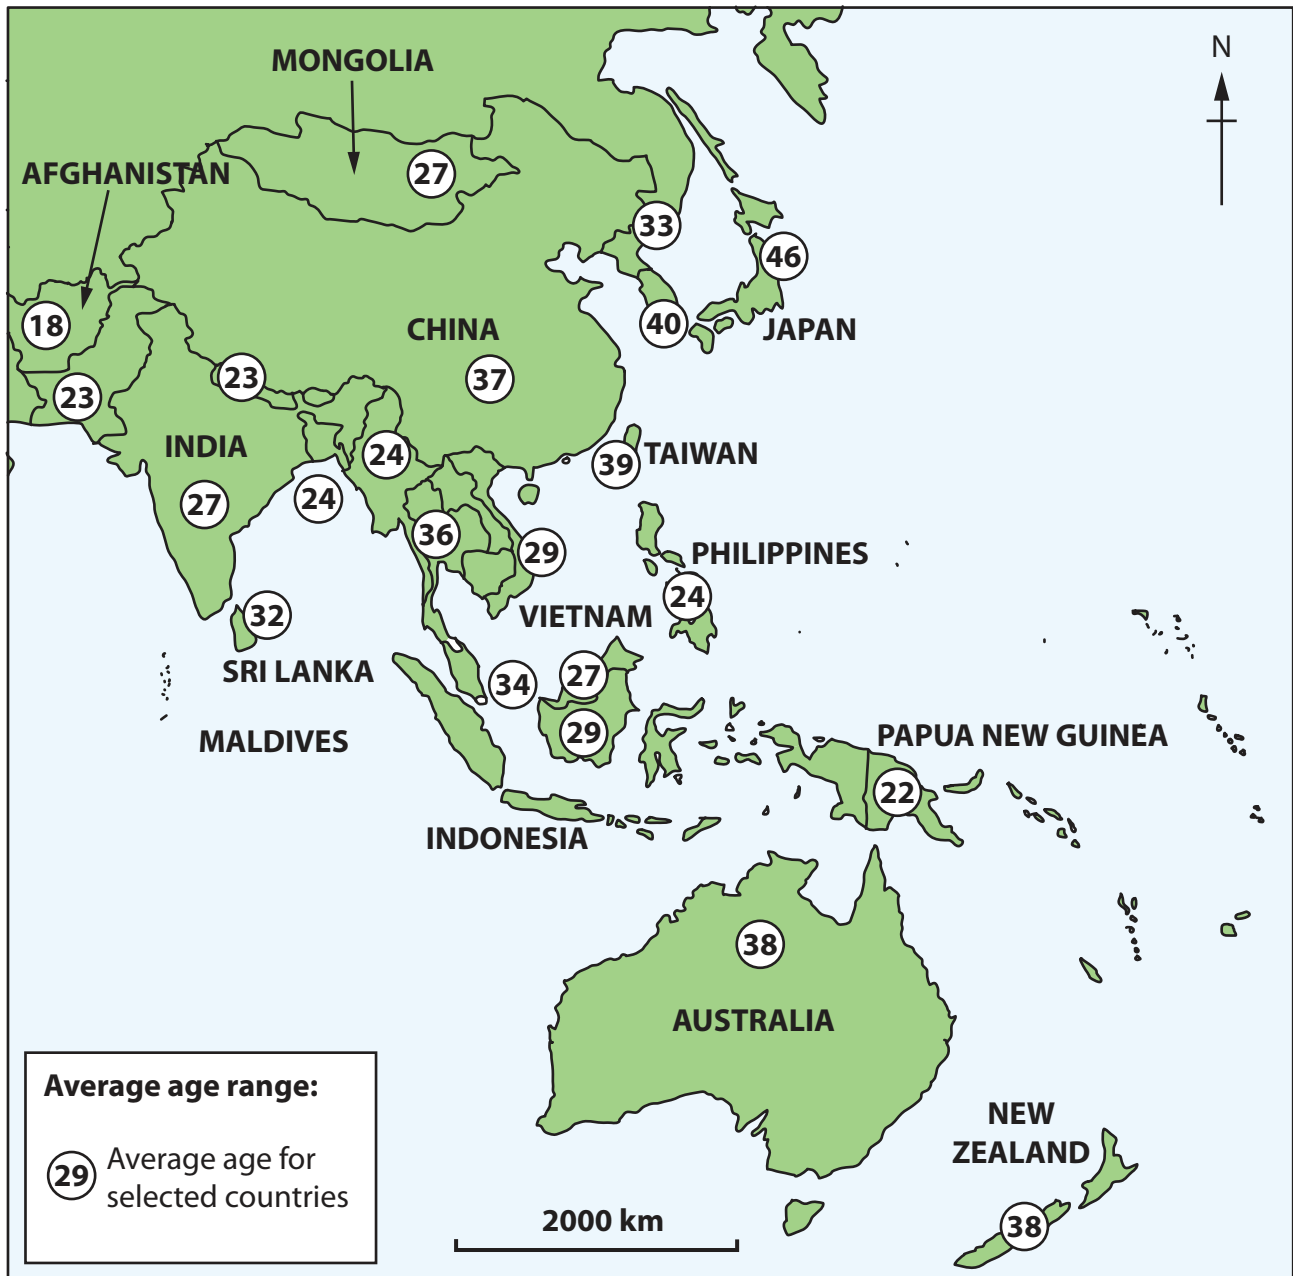 N
MONGOLIA
AFGHANISTAN
27
33
46
18
CHINA
40
JAPAN
23
37
23
INDIA
24
TAIWAN
39
27
24
36
29
PHILIPPINES
24
32
VIETNAM
SRI LANKA
34
27
29
MALDIVES
PAPUA NEW GUINEA
22
INDONESIA
38
AUSTRALIA
Average age range:
29 Average age for
selected countries
NEW
ZEALAND
38
2000 km